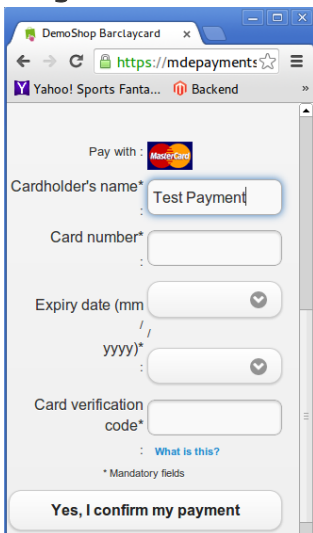 DemoShop Barclaycard
https://mdepayments
Yahoo! Sports Fanta... Backend »
Pay with : MasterCard
Cardholder's name*
:
Test Payment
Card number*
:
Expiry date (mm
/ /
yyyy)*
:
Card verification
code*
: What is this?
* Mandatory fields
Yes, I confirm my payment